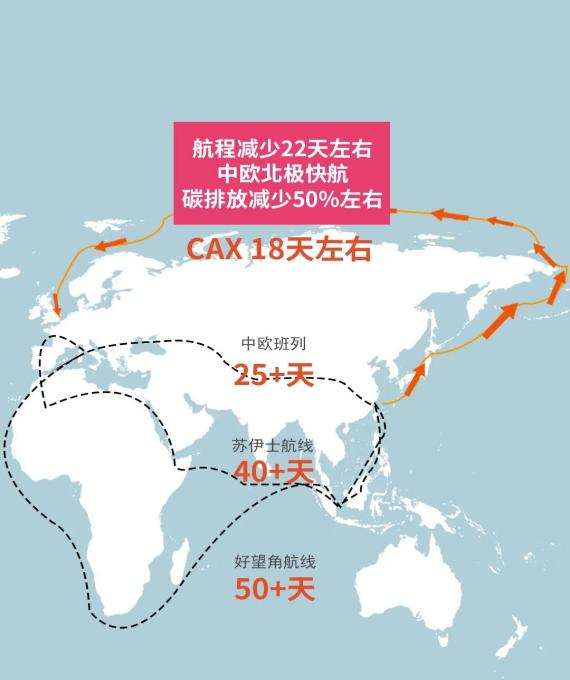 航程减少22天左右
中欧北极快航
碳排放减少50%左右
CAX 18天左右
中欧班列
25+天
苏伊士航线
40+天
好望角航线
50+天